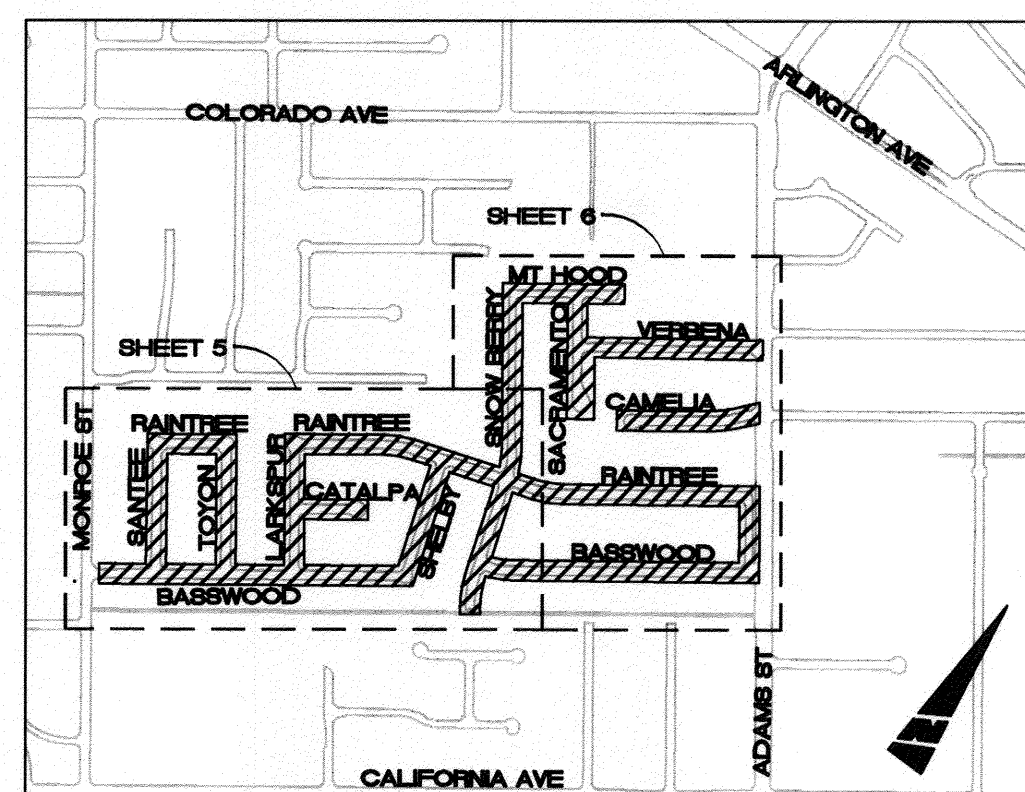 COLORADO AVE
ARLINGTON AVE
SHEET 6
MT HOOD
SNOW BERRY
SACRAMENTO
VERBENA
SHEET 5
CAMELIA
MONROE ST
RAINTREE
RAINTREE
SANTEE
TOYON
LARKSPUR
CATALPA
SHELBY
RAINTREE
BASSWOOD
BASSWOOD
ADAMS ST
CALIFORNIA AVE
N